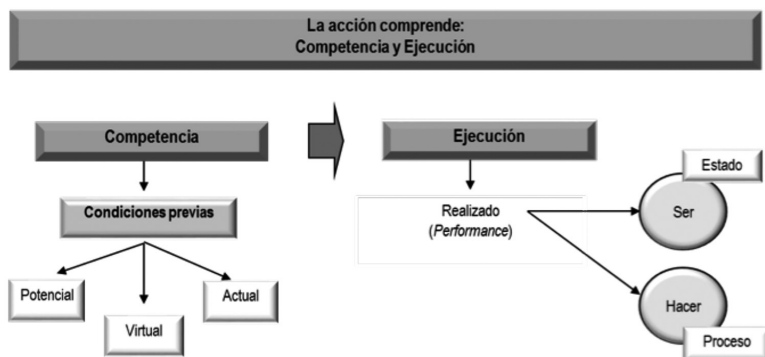 La acción comprende:
Competencia y Ejecución
Competencia
Condiciones previas
Potencial
Virtual
Actual
Ejecución
Realizado
(Performance)
Estado
Ser
Hacer
Proceso